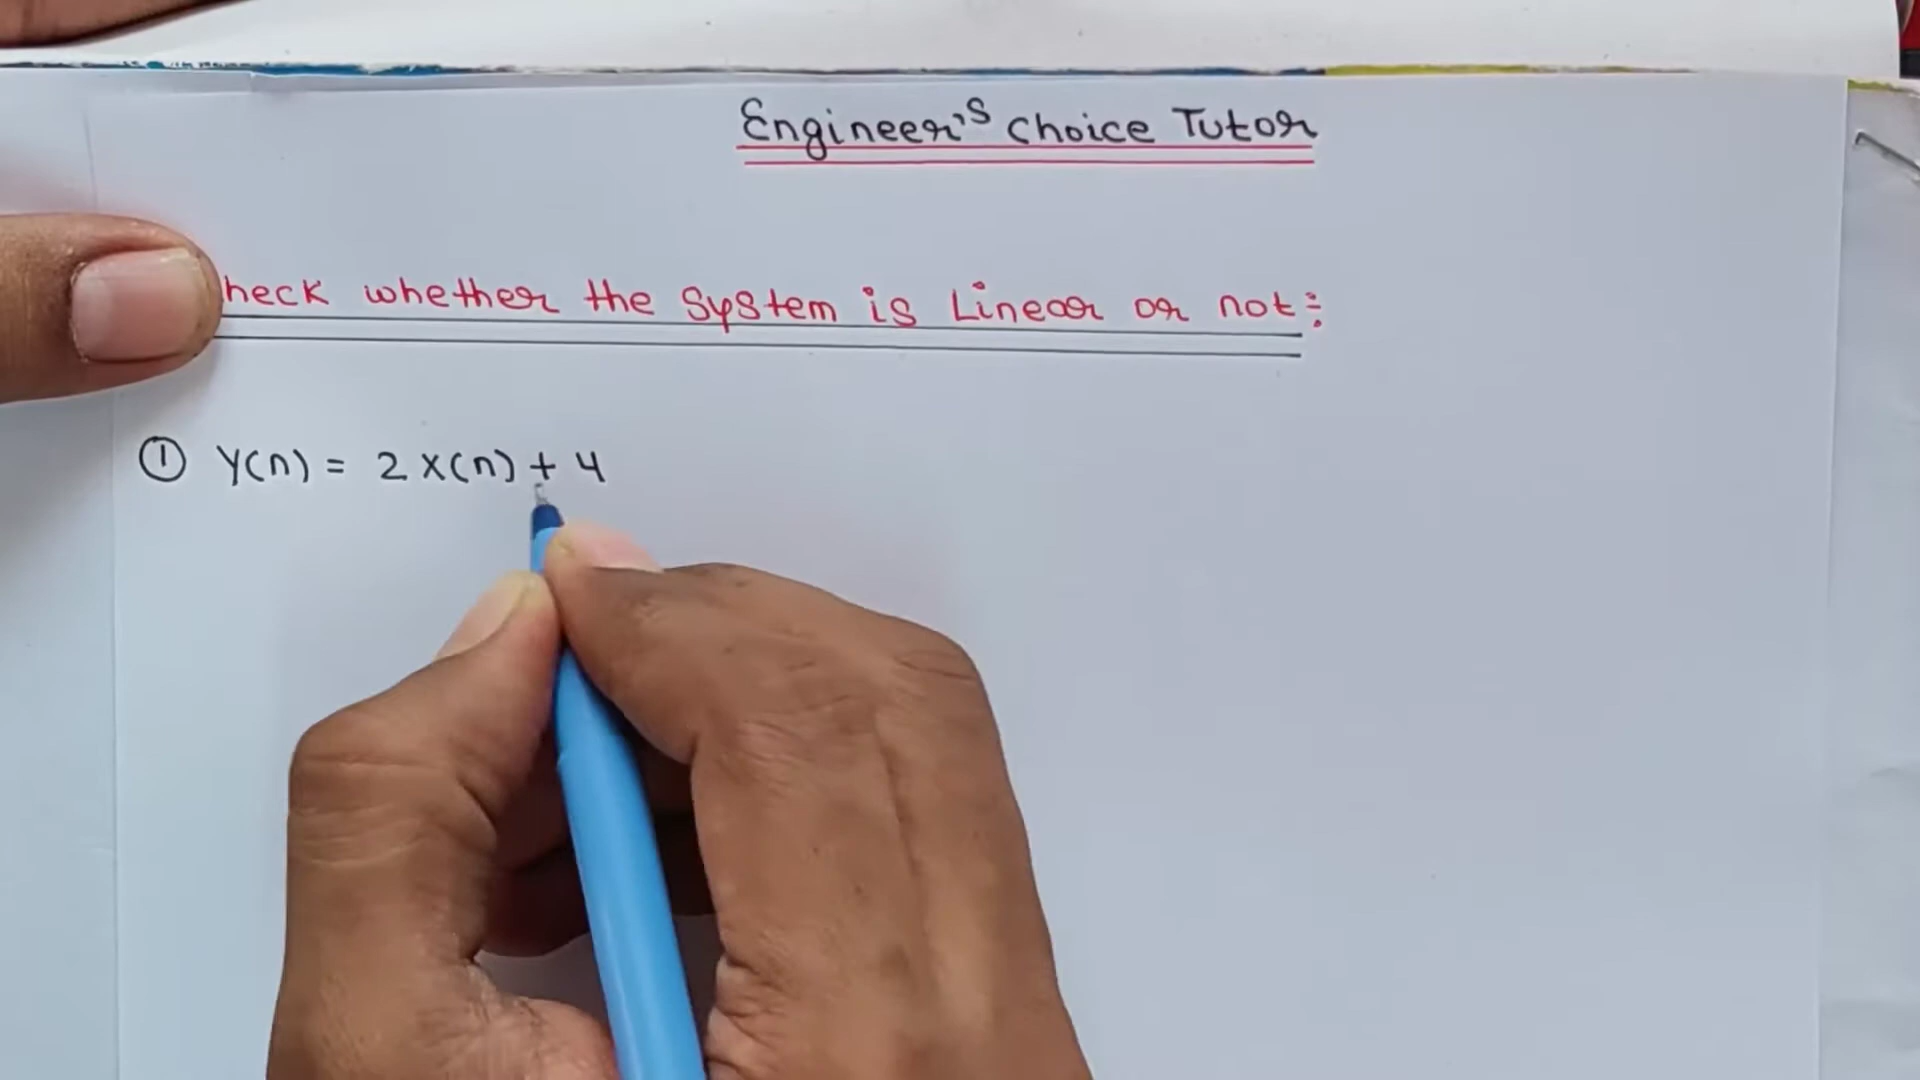 Engineer's Choice Tutor
heck whether the System is Linear or not:
① Y(n) = 2 x(n) + 4